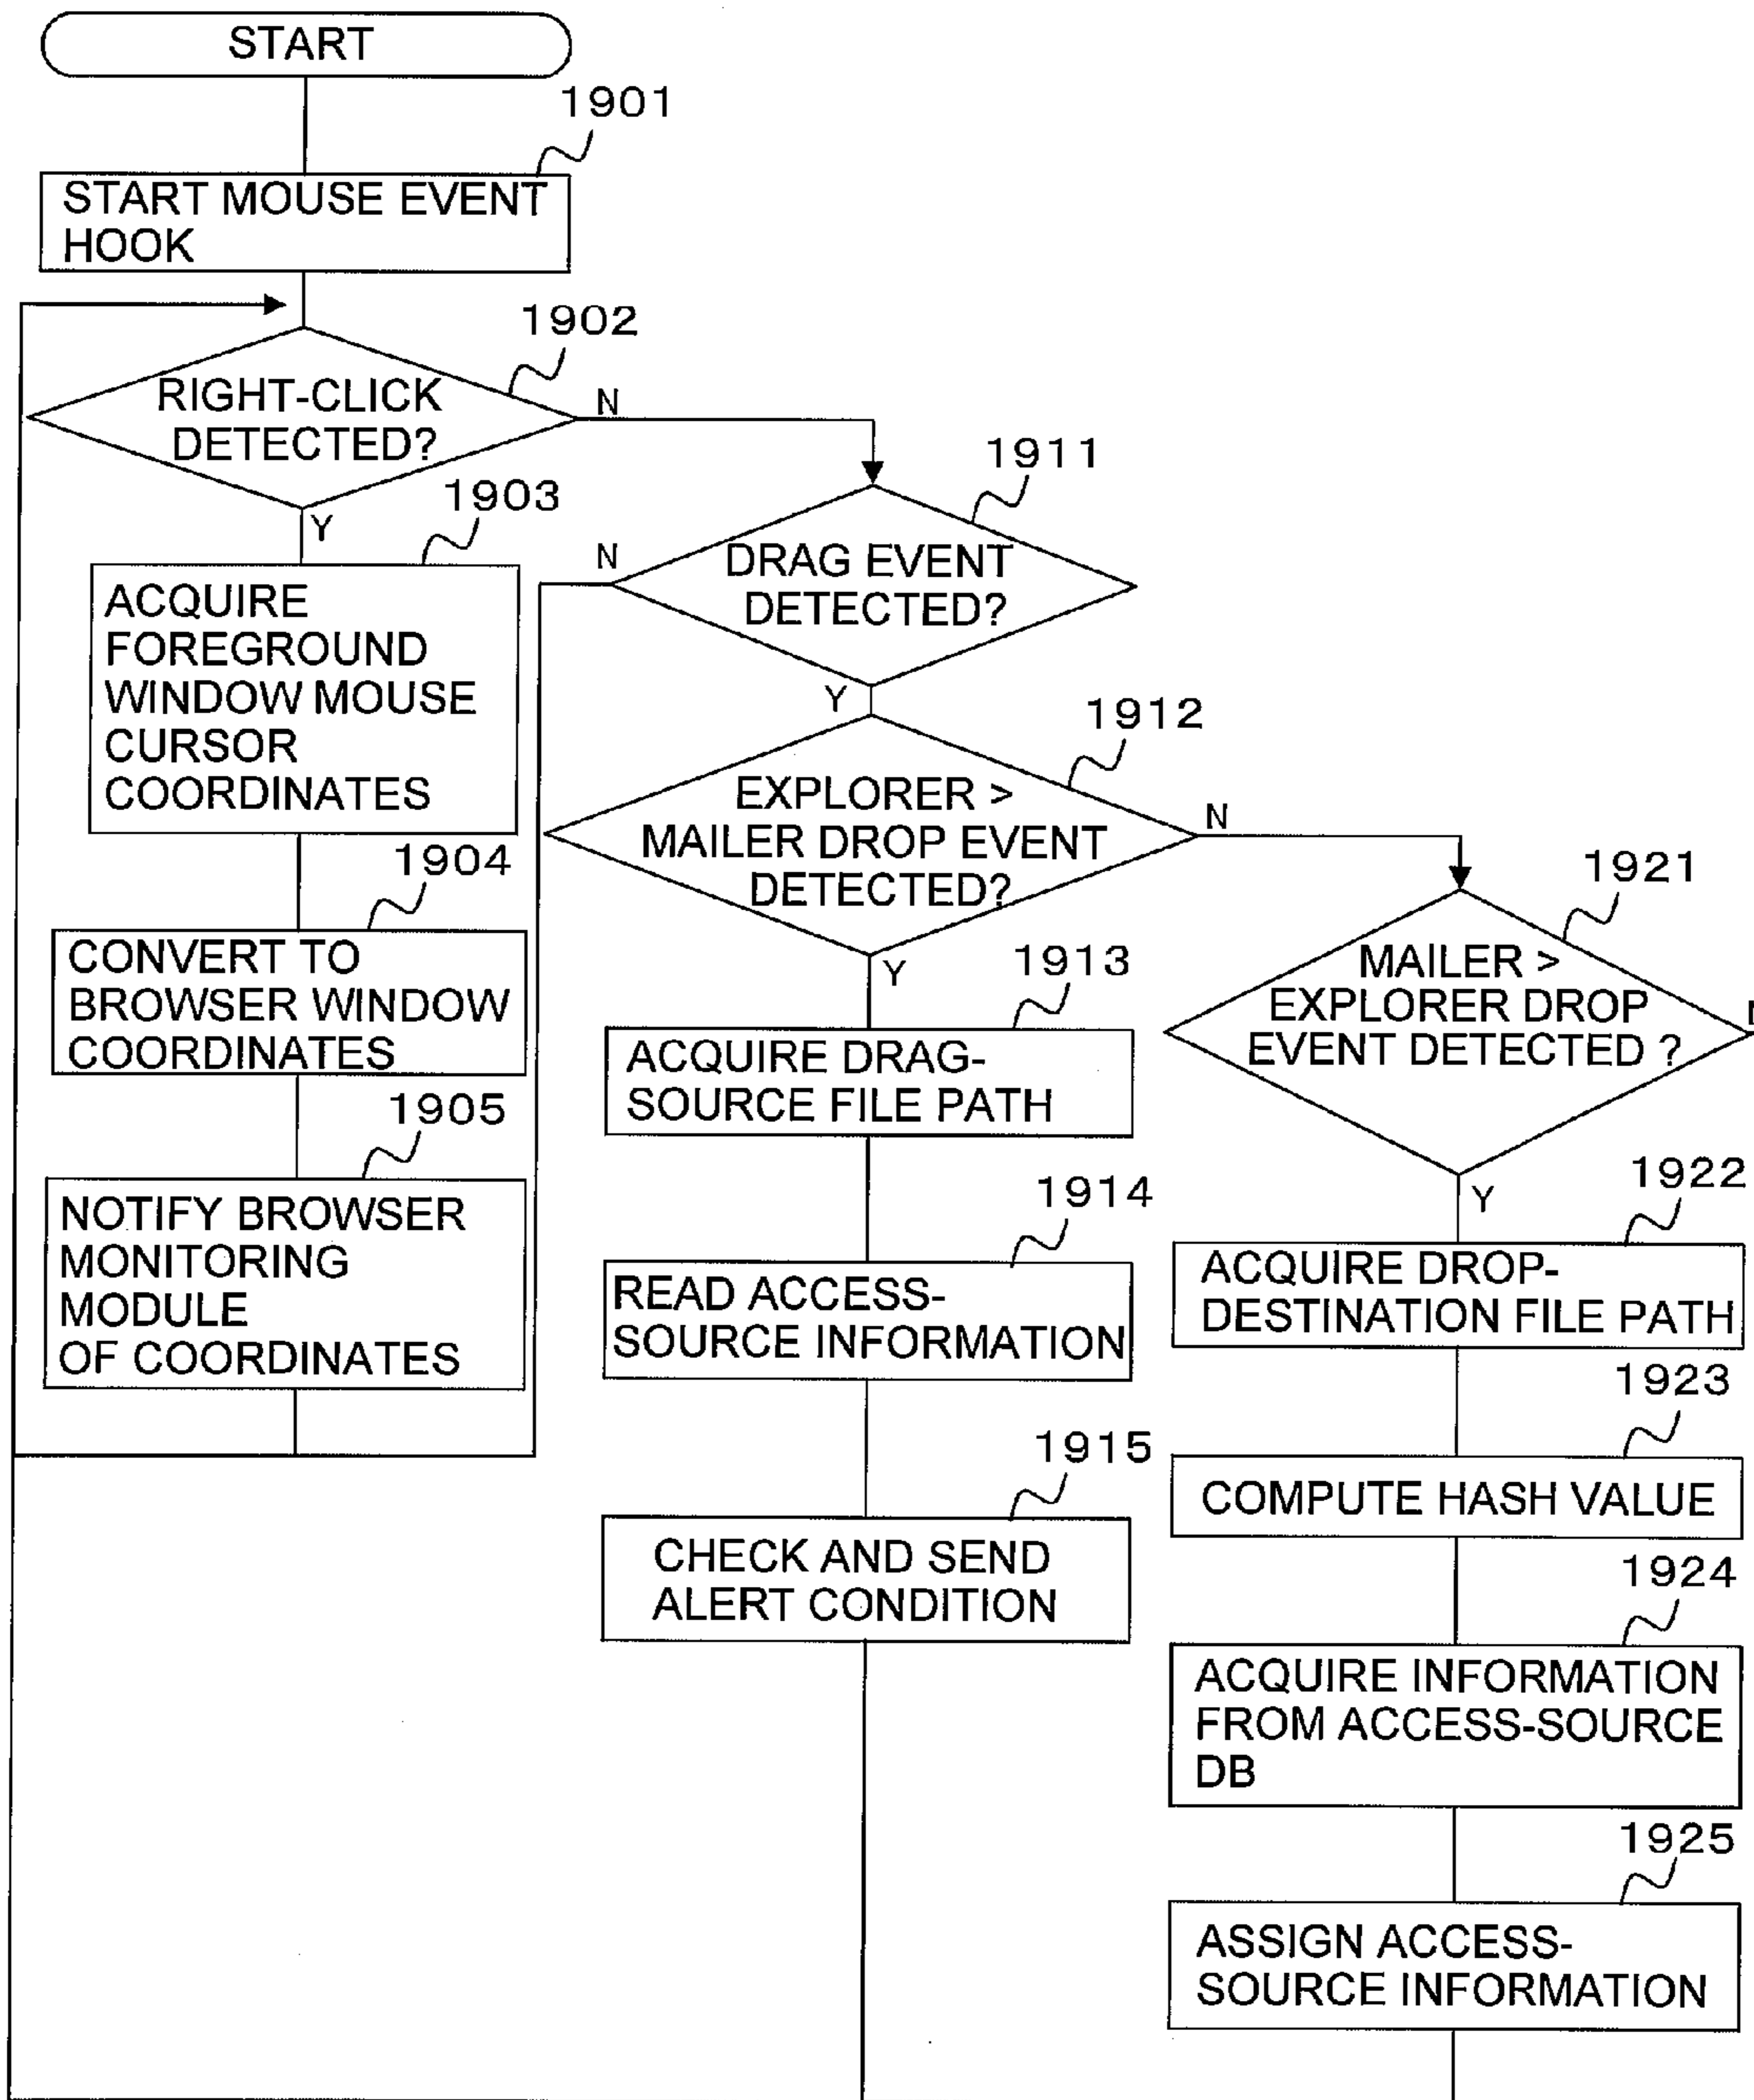 START
1901
START MOUSE EVENT
HOOK
1902
RIGHT-CLICK
DETECTED?
N
Y
1903
ACQUIRE
FOREGROUND
WINDOW MOUSE
CURSOR
COORDINATES
1904
CONVERT TO
BROWSER WINDOW
COORDINATES
1905
NOTIFY BROWSER
MONITORING
MODULE
OF COORDINATES
1911
DRAG EVENT
DETECTED?
N
Y
1912
EXPLORER >
MAILER DROP EVENT
DETECTED?
N
Y
1913
ACQUIRE DRAG-
SOURCE FILE PATH
1914
READ ACCESS-
SOURCE INFORMATION
1915
CHECK AND SEND
ALERT CONDITION
1921
MAILER >
EXPLORER DROP
EVENT DETECTED ?
Y
1922
ACQUIRE DROP-
DESTINATION FILE PATH
1923
COMPUTE HASH VALUE
1924
ACQUIRE INFORMATION
FROM ACCESS-SOURCE
DB
1925
ASSIGN ACCESS-
SOURCE INFORMATION